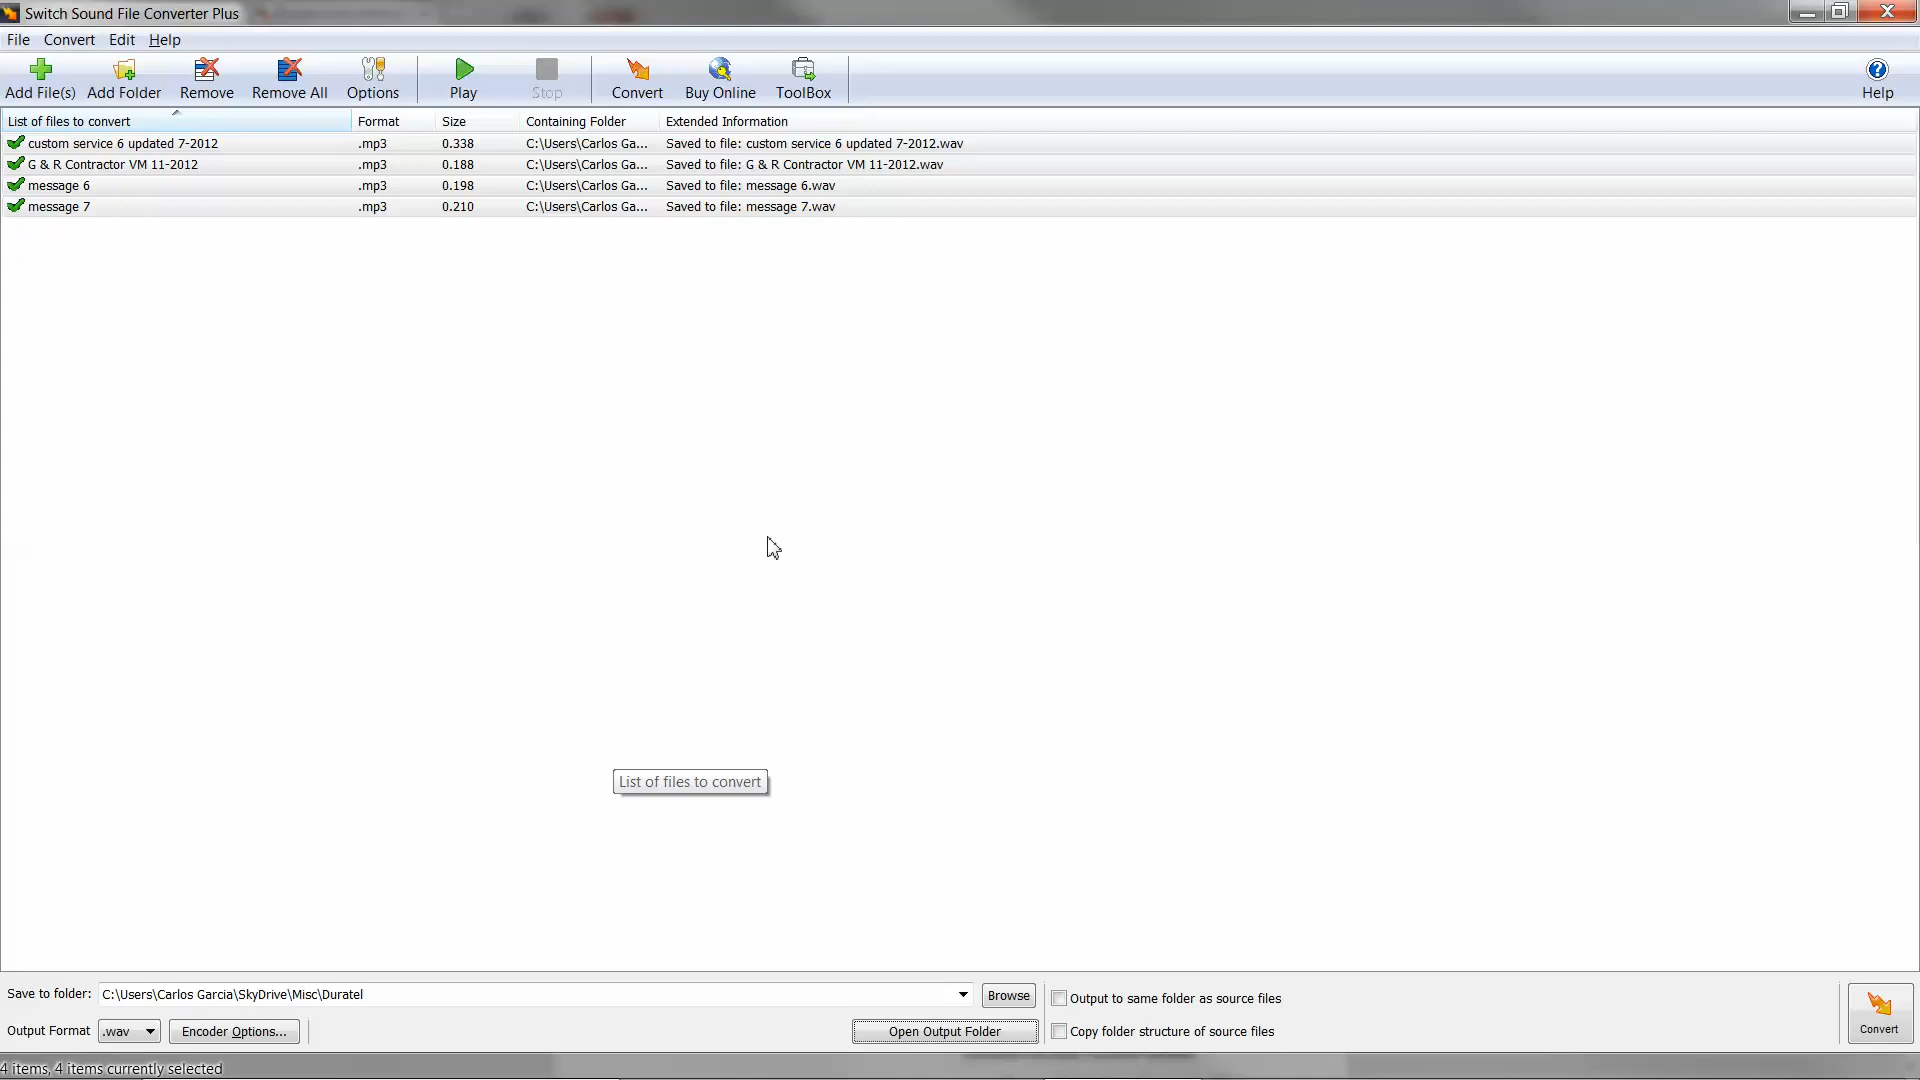 Switch Sound File Converter Plus
File Convert Edit Help
Add File(s) Add Folder Remove Remove All Options Play Stop Convert Buy Online ToolBox Help
List of files to convert Format Size Containing Folder Extended Information
custom service 6 updated 7-2012 .mp3 0.338 C:\Users\Carlos Ga... Saved to file: custom service 6 updated 7-2012.wav
G & R Contractor VM 11-2012 .mp3 0.188 C:\Users\Carlos Ga... Saved to file: G & R Contractor VM 11-2012.wav
message 6 .mp3 0.198 C:\Users\Carlos Ga... Saved to file: message 6.wav
message 7 .mp3 0.210 C:\Users\Carlos Ga... Saved to file: message 7.wav
List of files to convert
Save to folder: C:\Users\Carlos Garcia\SkyDrive\Misc\Duratel Browse Output to same folder as source files
Output Format .wav Encoder Options... Open Output Folder Copy folder structure of source files Convert
4 items, 4 items currently selected